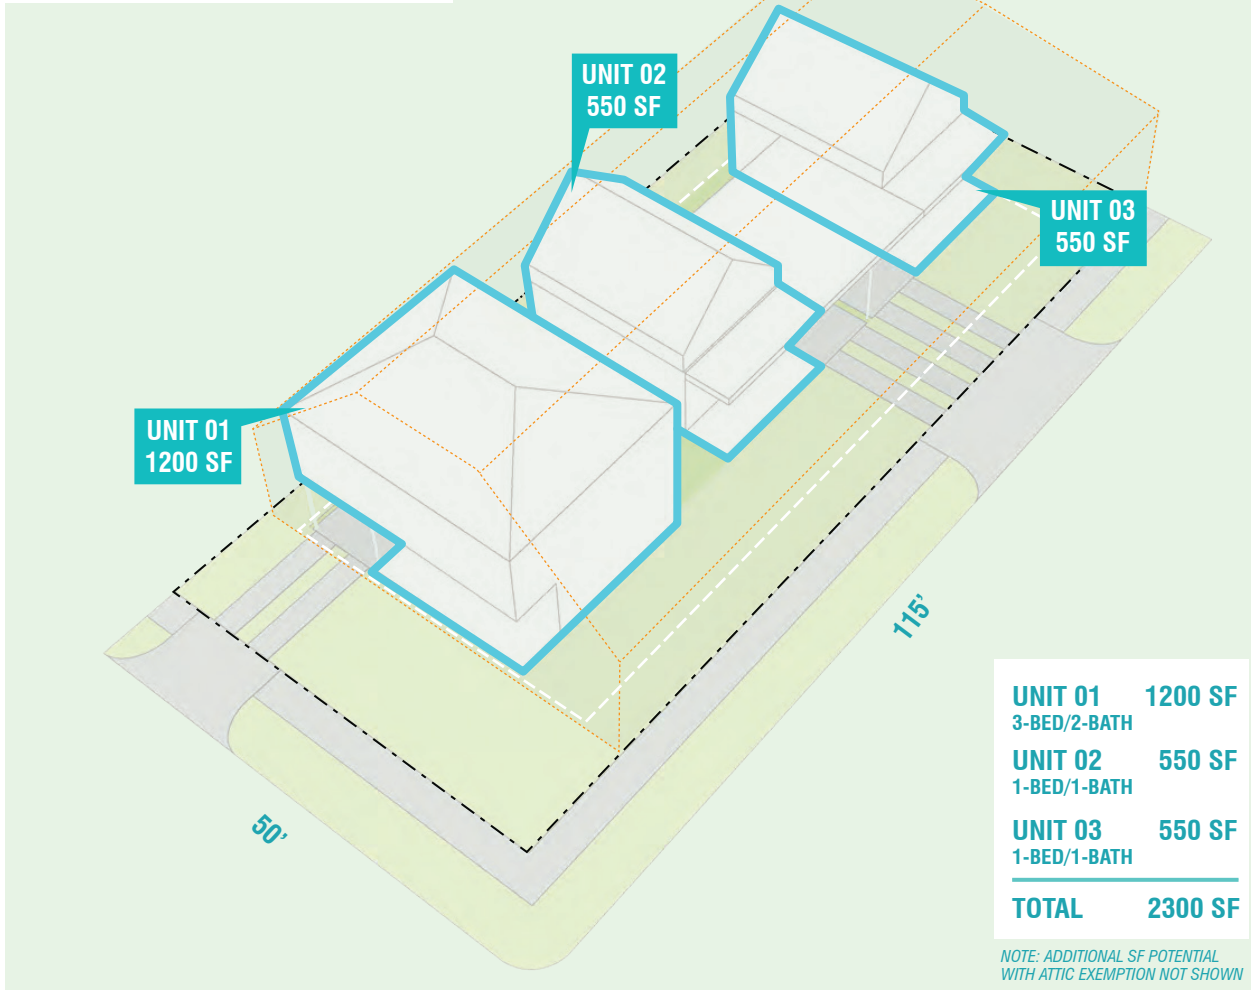 UNIT 02
550 SF
UNIT 03
550 SF
UNIT 01
1200 SF
115’
50’
UNIT 01 1200 SF
3-BED/2-BATH
UNIT 02 550 SF
1-BED/1-BATH
UNIT 03 550 SF
1-BED/1-BATH
TOTAL 2300 SF
NOTE: ADDITIONAL SF POTENTIAL
WITH ATTIC EXEMPTION NOT SHOWN